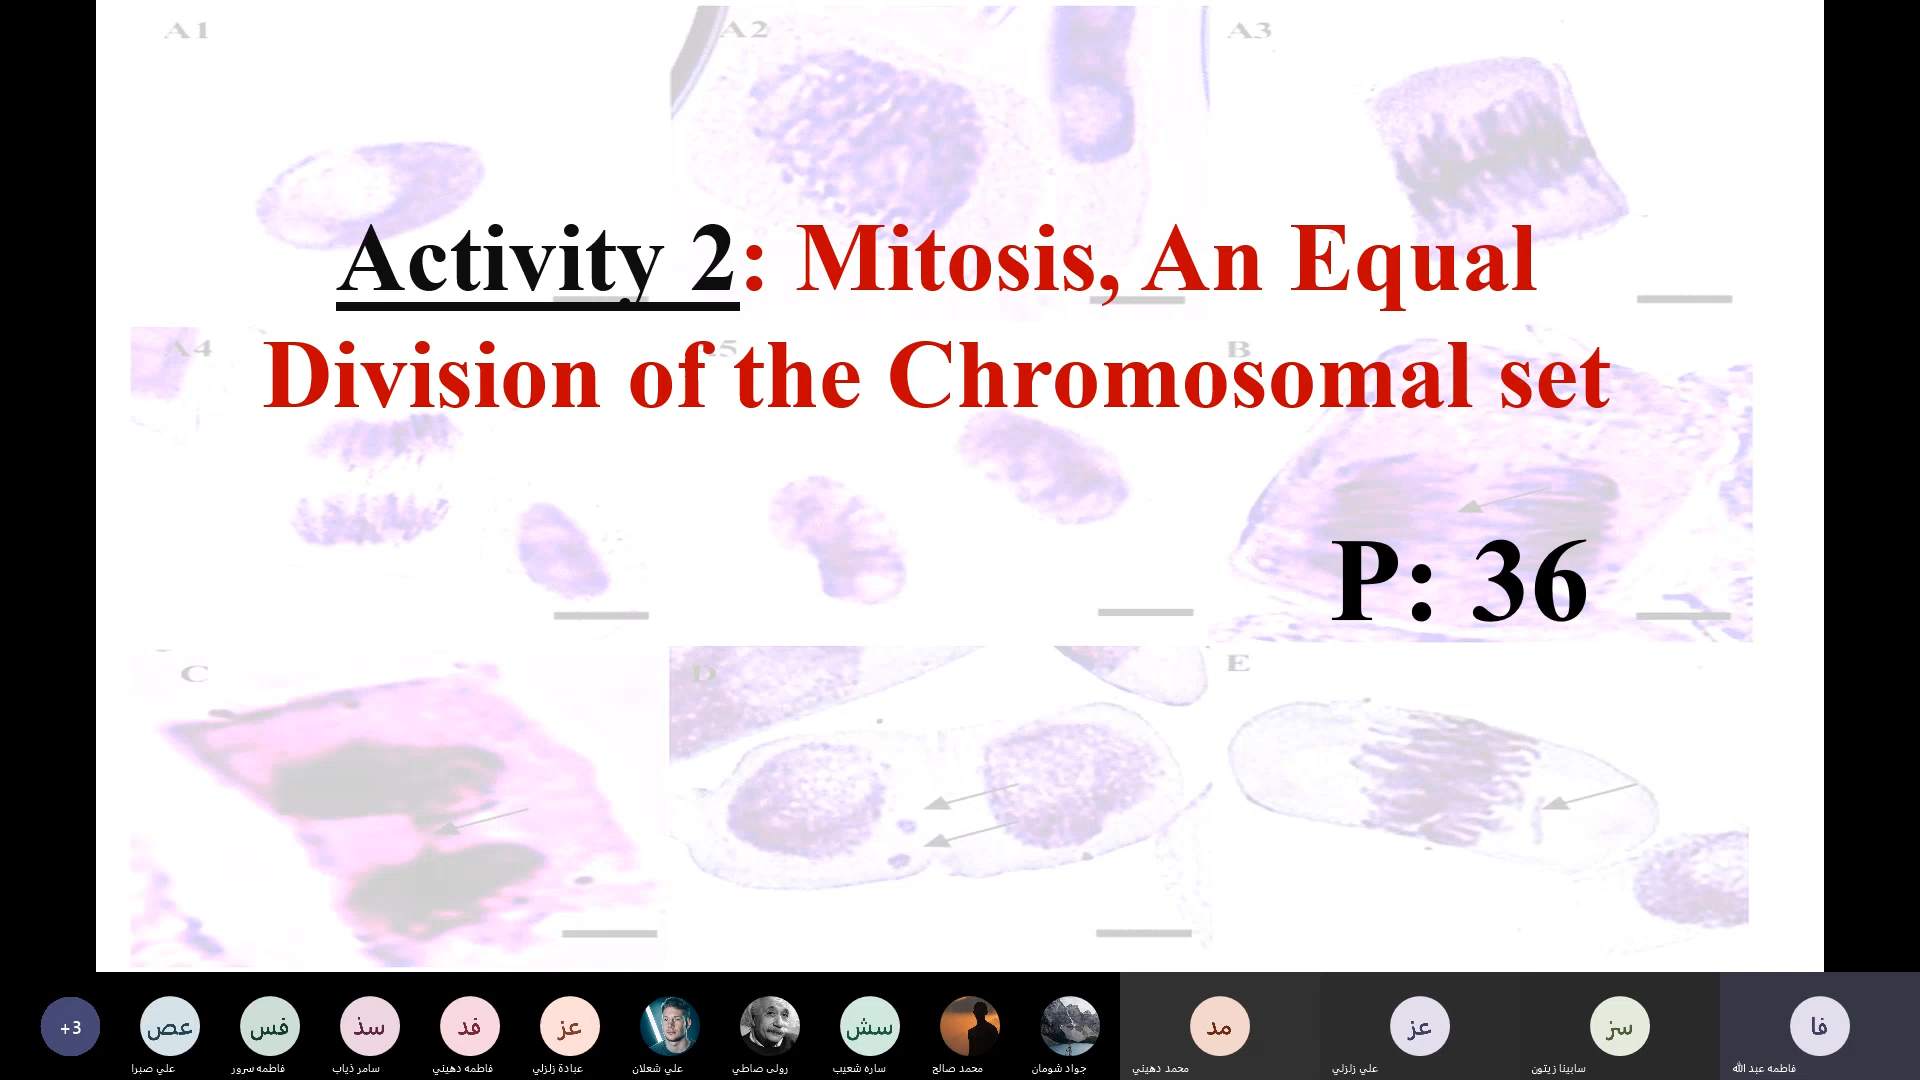 A1
A2
A3
Activity 2: Mitosis, An Equal
Division of the Chromosomal set
A4
5
B
P: 36
C
D
E
+3
عص
فس
سذ
فد
عز
سش
مد
عز
سز
فا
علي صبرا
فاطمه سرور
سامر ذياب
فاطمه دهيني
عبادة زلزلي
علي شعلان
رولى صاطي
ساره شعيب
محمد صالح
جواد شومان
محمد دهيني
علي زلزلي
سابينا زيتون
فاطمه عبد الله